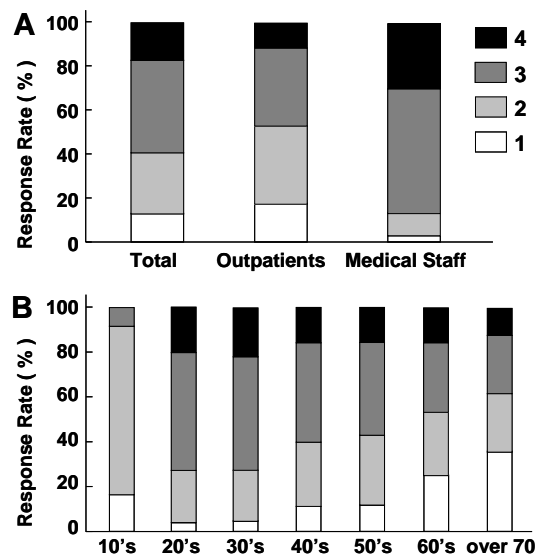 A
Response Rate ( % )
100
80
60
40
20
0
Total Outpatients Medical Staff
4
3
2
1
B
Response Rate ( % )
100
80
60
40
20
0
10's 20's 30's 40's 50's 60's over 70